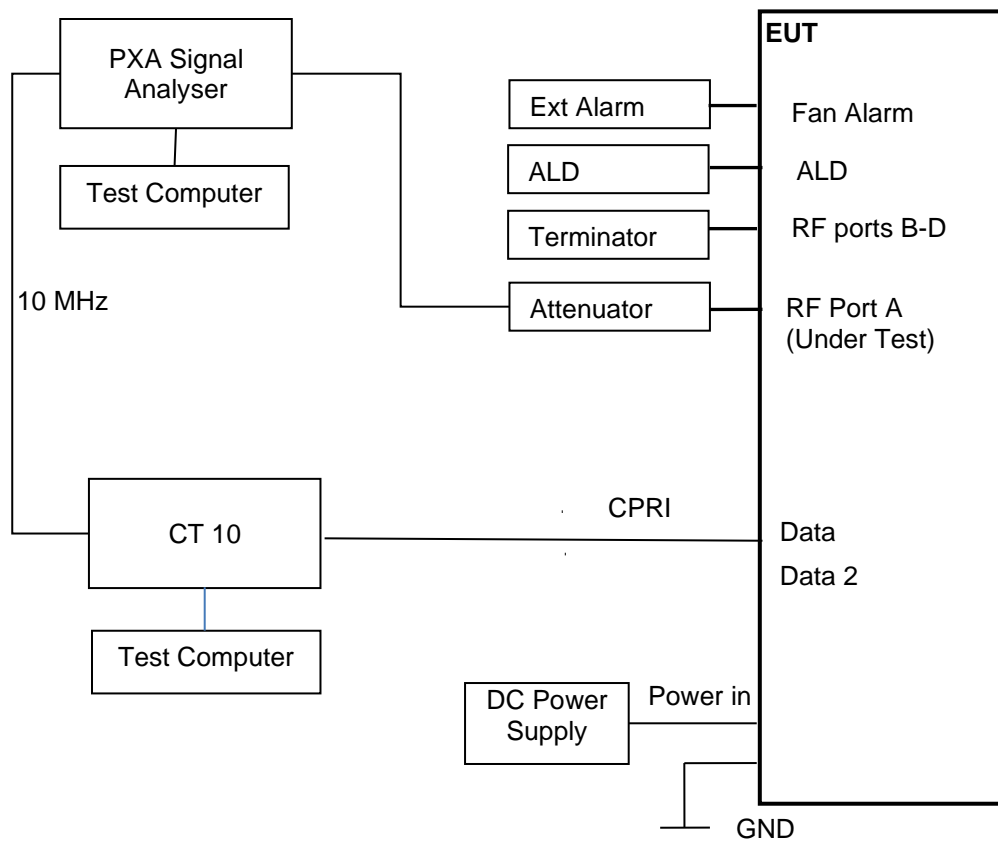 PXA Signal
Analyser
Test Computer
10 MHz
CT 10
Test Computer
Ext Alarm
ALD
Terminator
Attenuator
CPRI
DC Power
Supply
Power in
GND
EUT
Fan Alarm
ALD
RF ports B-D
RF Port A
(Under Test)
Data
Data 2